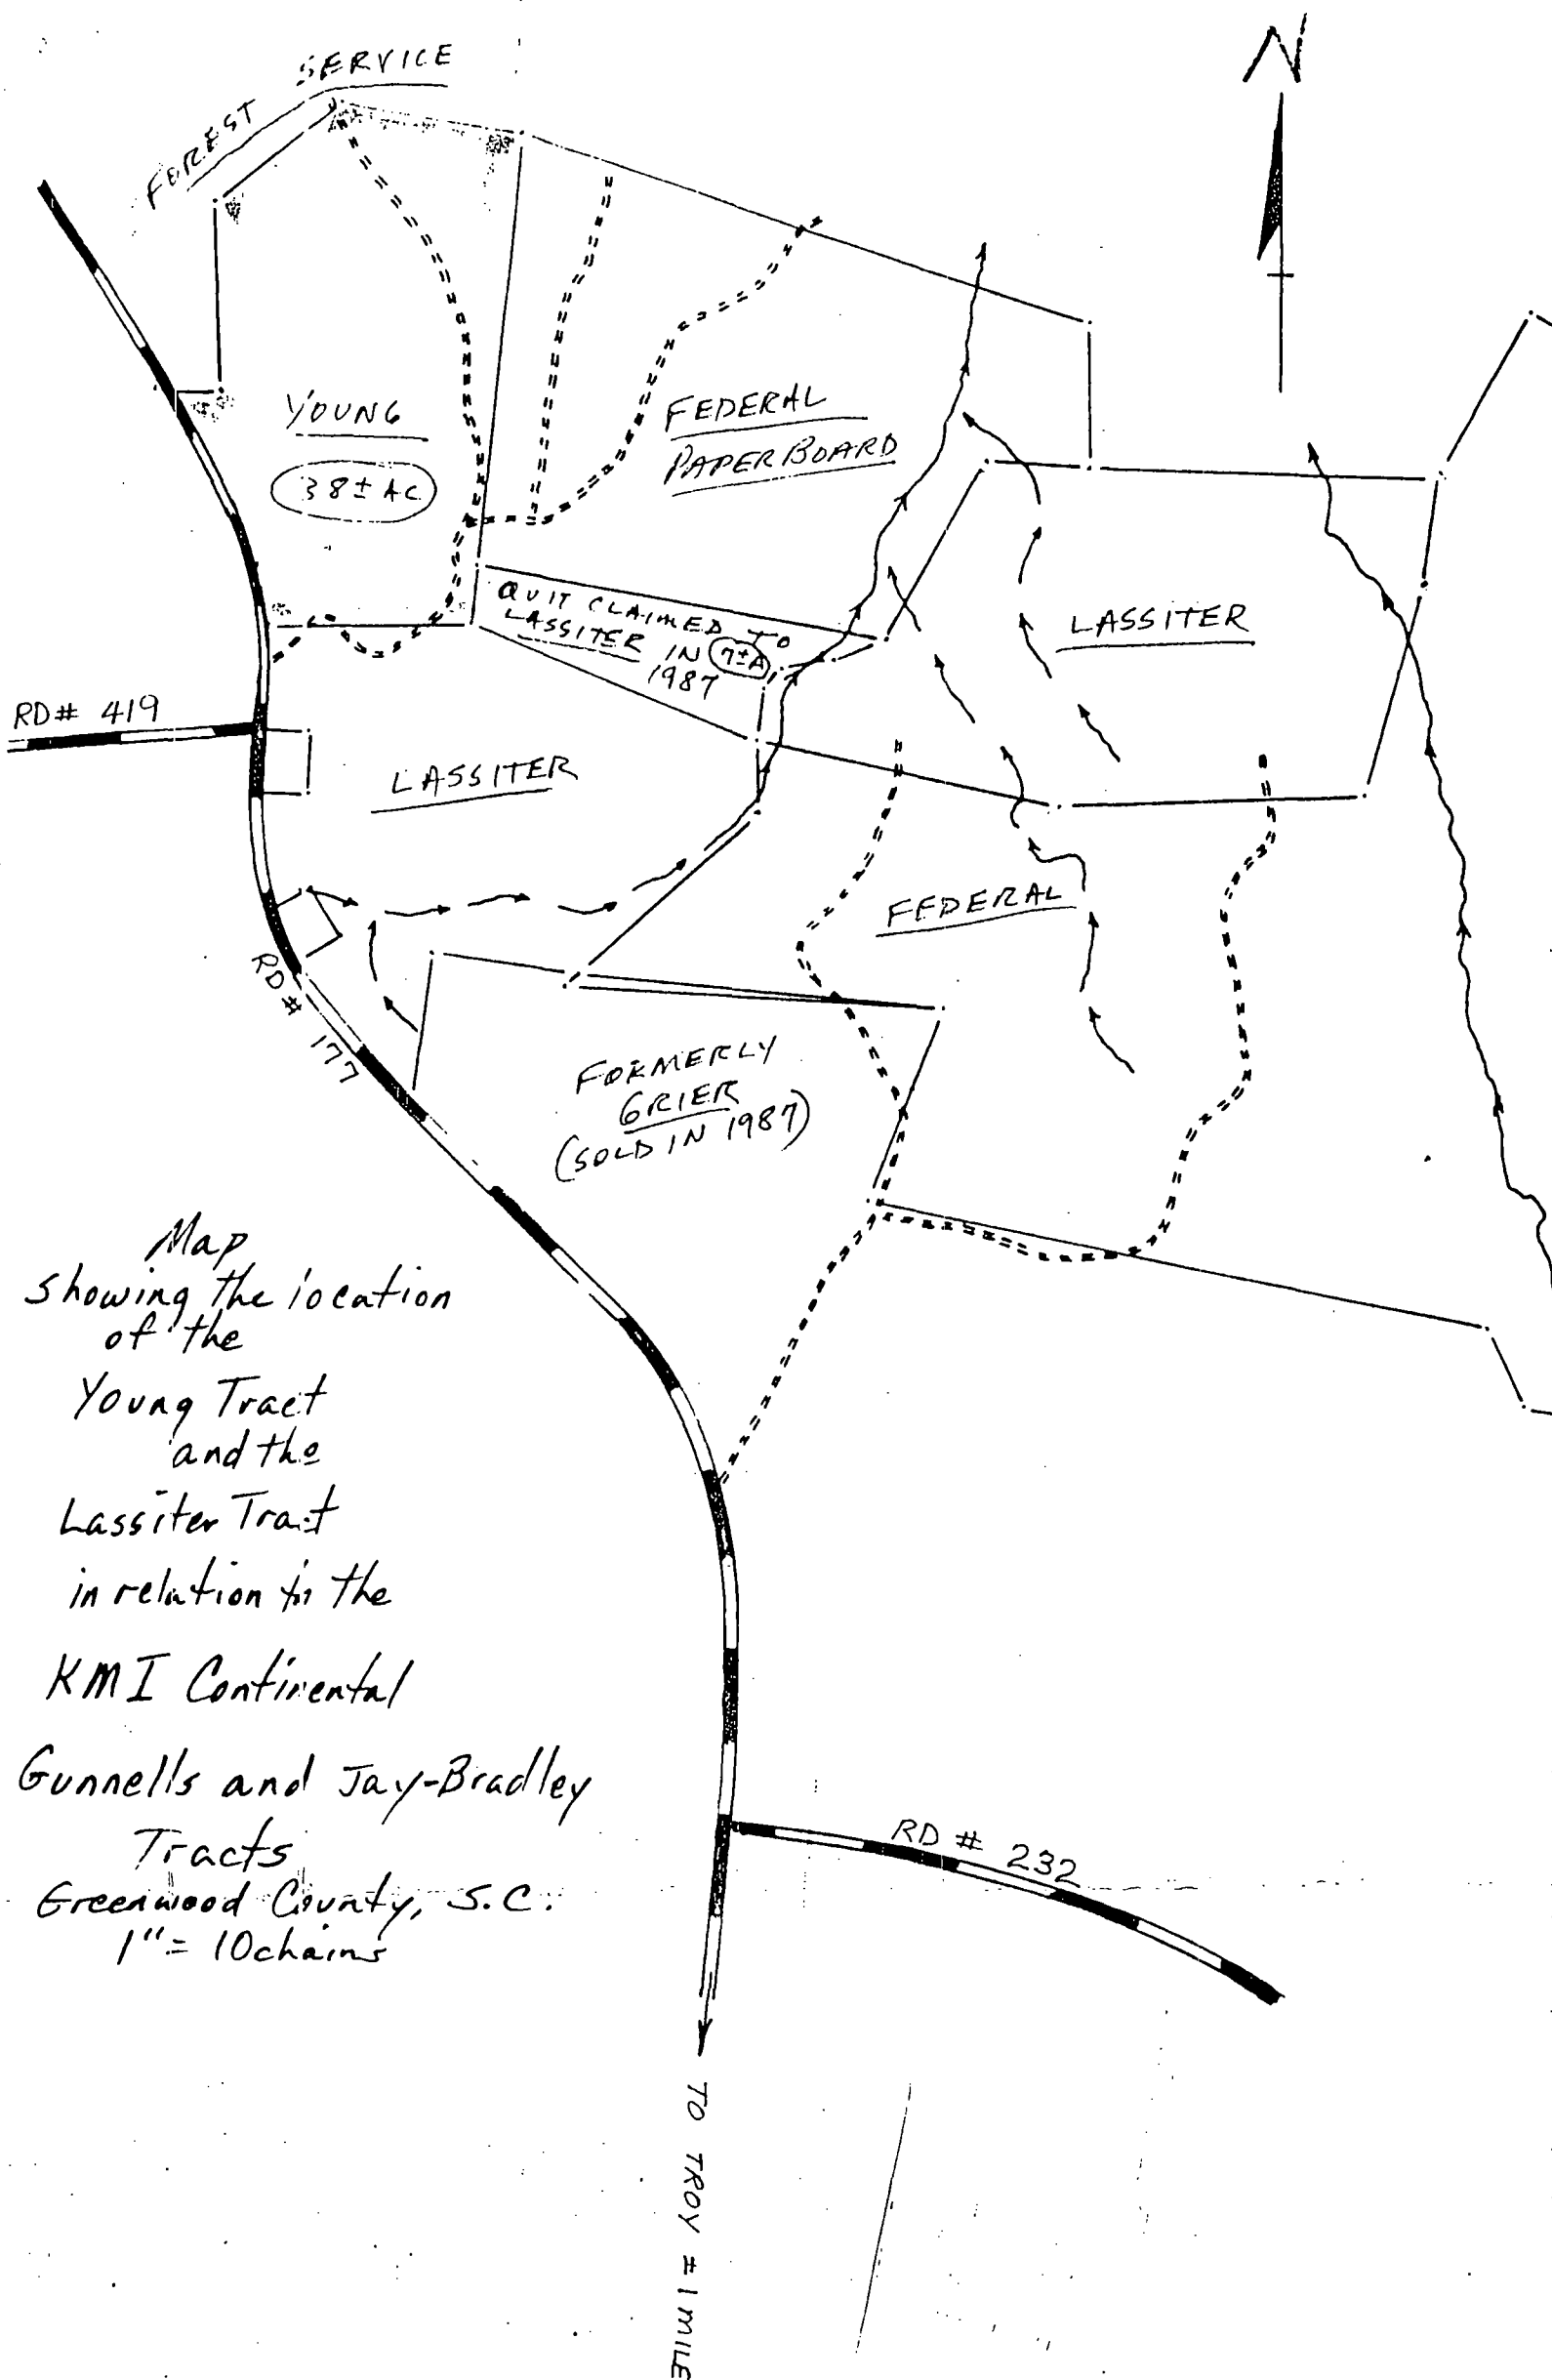 N
FOREST SERVICE
YOUNG
38± AC
FEDERAL
PAPER BOARD
QUIT CLAIMED TO
LASSITER IN 7±A
1987
LASSITER
RD# 419
LASSITER
FEDERAL
RD# 177
FORMERLY
GRIER
(SOLD IN 1987)
Map
showing the location
of the
Young Tract
and the
Lassiter Tract
in relation to the
KMI Continental
Gunnells and Jay-Bradley
Tracts
Greenwood County, S.C.
1" = 10 chains
RD # 232
TO TROY ± 1 MILE